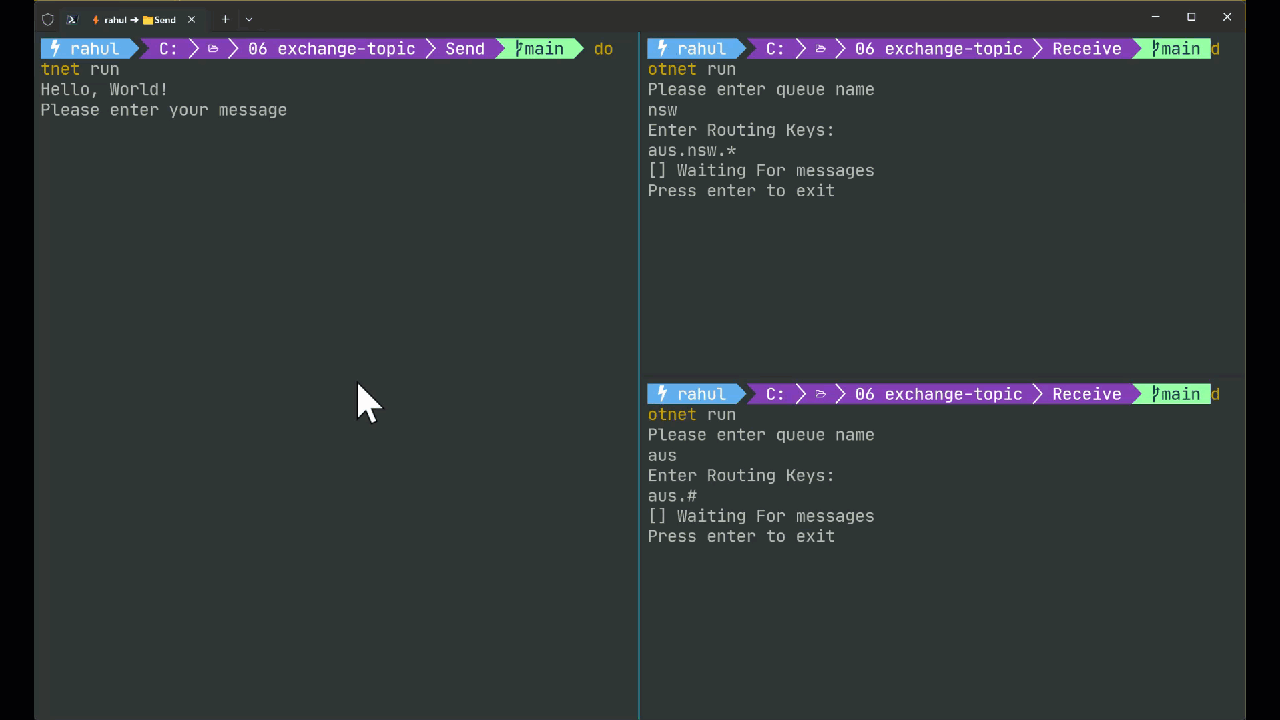 rahul → Send
rahul C: 06 exchange-topic Send main do
tnet run
Hello, World!
Please enter your message
rahul C: 06 exchange-topic Receive main d
otnet run
Please enter queue name
nsw
Enter Routing Keys:
aus.nsw.*
[] Waiting For messages
Press enter to exit
rahul C: 06 exchange-topic Receive main d
otnet run
Please enter queue name
aus
Enter Routing Keys:
aus.#
[] Waiting For messages
Press enter to exit